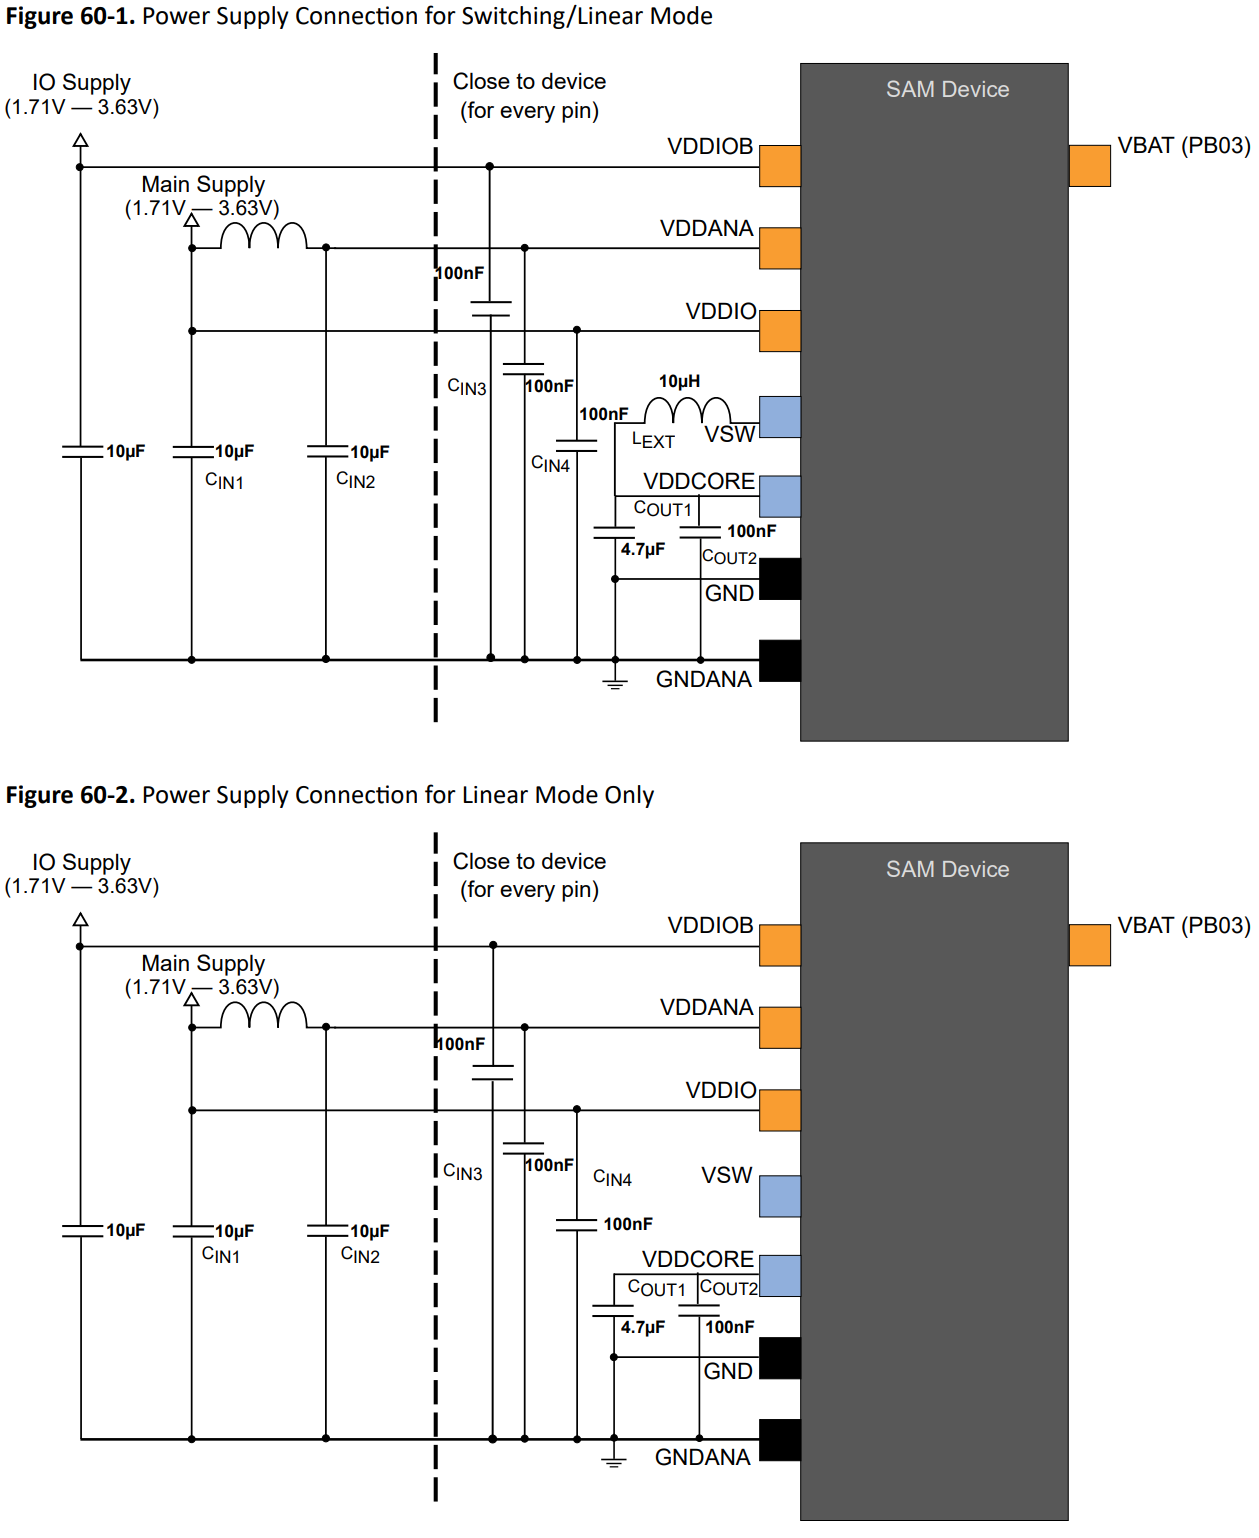 Figure 60-1. Power Supply Connection for Switching/Linear Mode
IO Supply
(1.71V — 3.63V)
Close to device
(for every pin)
SAM Device
VDDIOB
VBAT (PB03)
Main Supply
(1.71V — 3.63V)
VDDANA
100nF
VDDIO
CIN3
100nF
10µH
100nF
LEXT
VSW
10µF
10µF
10µF
CIN1
CIN2
CIN4
VDDCORE
COUT1
100nF
4.7µF
COUT2
GND
GNDANA
Figure 60-2. Power Supply Connection for Linear Mode Only
IO Supply
(1.71V — 3.63V)
Close to device
(for every pin)
SAM Device
VDDIOB
VBAT (PB03)
Main Supply
(1.71V — 3.63V)
VDDANA
100nF
VDDIO
CIN3
100nF
CIN4
VSW
100nF
10µF
10µF
10µF
CIN1
CIN2
VDDCORE
COUT1
COUT2
4.7µF
100nF
GND
GNDANA